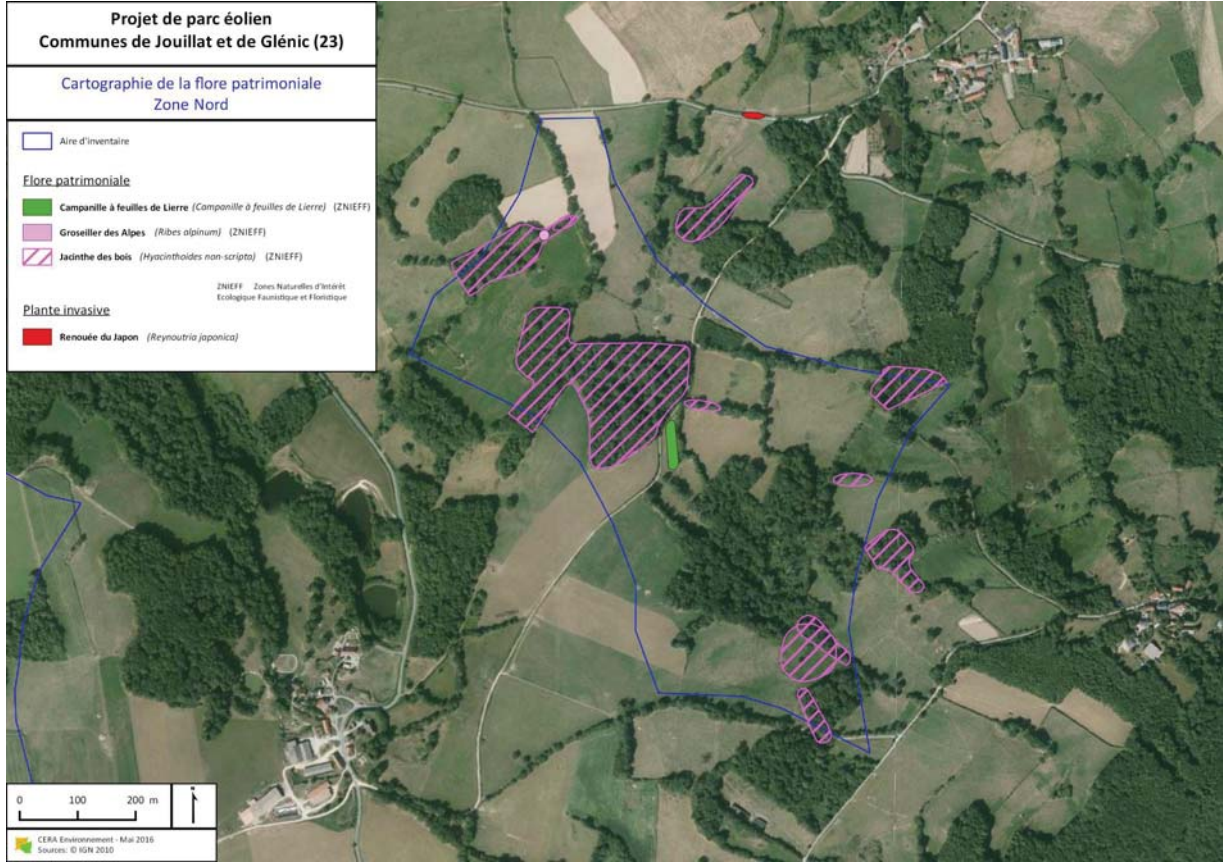 Projet de parc éolien
Communes de Jouillat et de Glénic (23)
Cartographie de la flore patrimoniale
Zone Nord
Aire d'inventaire
Flore patrimoniale
Campanille à feuilles de Lierre (Campanille à feuilles de Lierre) (ZNIEFF)
Groseiller des Alpes (Ribes alpinum) (ZNIEFF)
Jacinthe des bois (Hyacinthoides non-scripta) (ZNIEFF)
ZNIEFF Zones Naturelles d'Intérêt
Ecologique Faunistique et Floristique
Plante invasive
Renouée du Japon (Reynoutria japonica)
0 100 200 m
CERA Environnement - Mai 2016
Sources: © IGN 2010